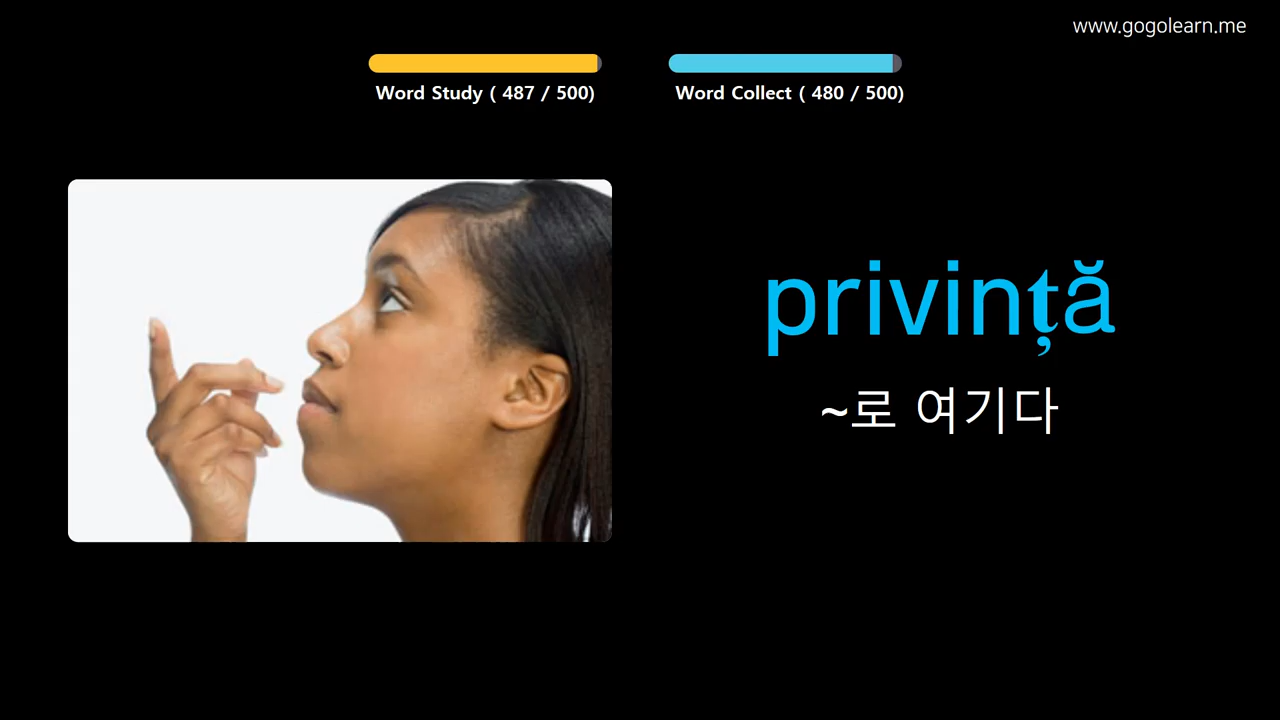 www.gogolearn.me
Word Study ( 487 / 500)
Word Collect ( 480 / 500)
privință
~로 여기다